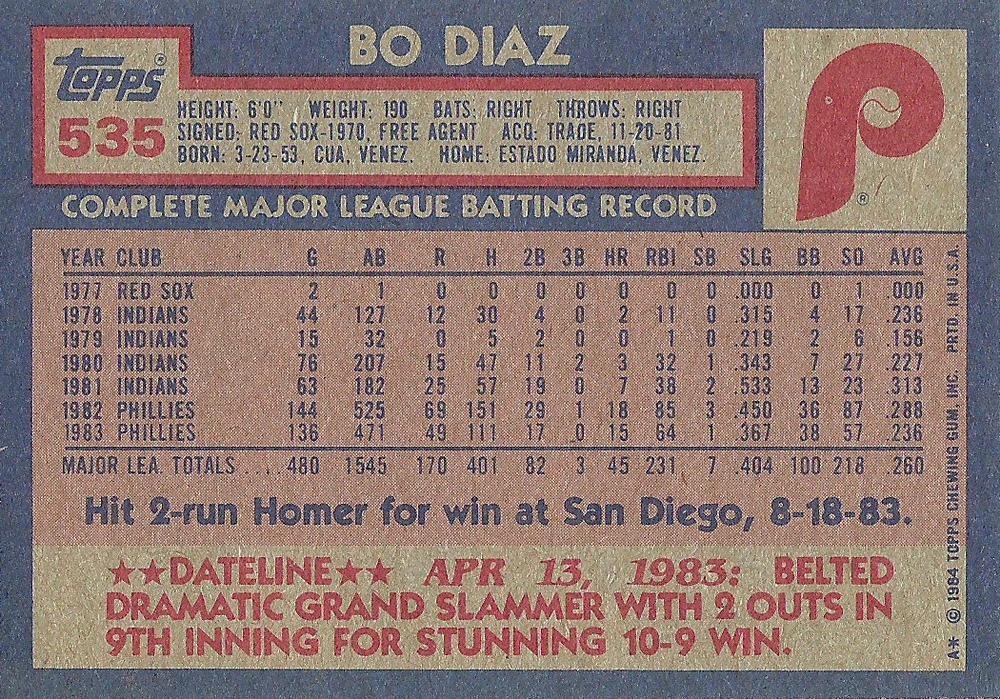 BO DIAZ
TOPPS®
535
HEIGHT: 6'0" WEIGHT: 190 BATS: RIGHT THROWS: RIGHT
SIGNED: RED SOX-1970, FREE AGENT ACQ: TRADE, 11-20-81
BORN: 3-23-53, CUA, VENEZ. HOME: ESTADO MIRANDA, VENEZ.
P®
COMPLETE MAJOR LEAGUE BATTING RECORD
YEAR CLUB G AB R H 2B 3B HR RBI SB SLG BB SO AVG
1977 RED SOX 2 1 0 0 0 0 0 0 0 .000 0 1 .000
1978 INDIANS 44 127 12 30 4 0 2 11 0 .315 4 17 .236
1979 INDIANS 15 32 0 5 2 0 0 1 0 .219 2 6 .156
1980 INDIANS 76 207 15 47 11 2 3 32 1 .343 7 27 .227
1981 INDIANS 63 182 25 57 19 0 7 38 2 .533 13 23 .313
1982 PHILLIES 144 525 69 151 29 1 18 85 3 .450 36 87 .288
1983 PHILLIES 136 471 49 111 17 0 15 64 1 .367 38 57 .236
MAJOR LEA. TOTALS .... 480 1545 170 401 82 3 45 231 7 .404 100 218 .260
Hit 2-run Homer for win at San Diego, 8-18-83.
★★DATELINE★★ APR 13, 1983: BELTED
DRAMATIC GRAND SLAMMER WITH 2 OUTS IN
9TH INNING FOR STUNNING 10-9 WIN.
A* © 1984 TOPPS CHEWING GUM, INC. PRTD. IN U.S.A.